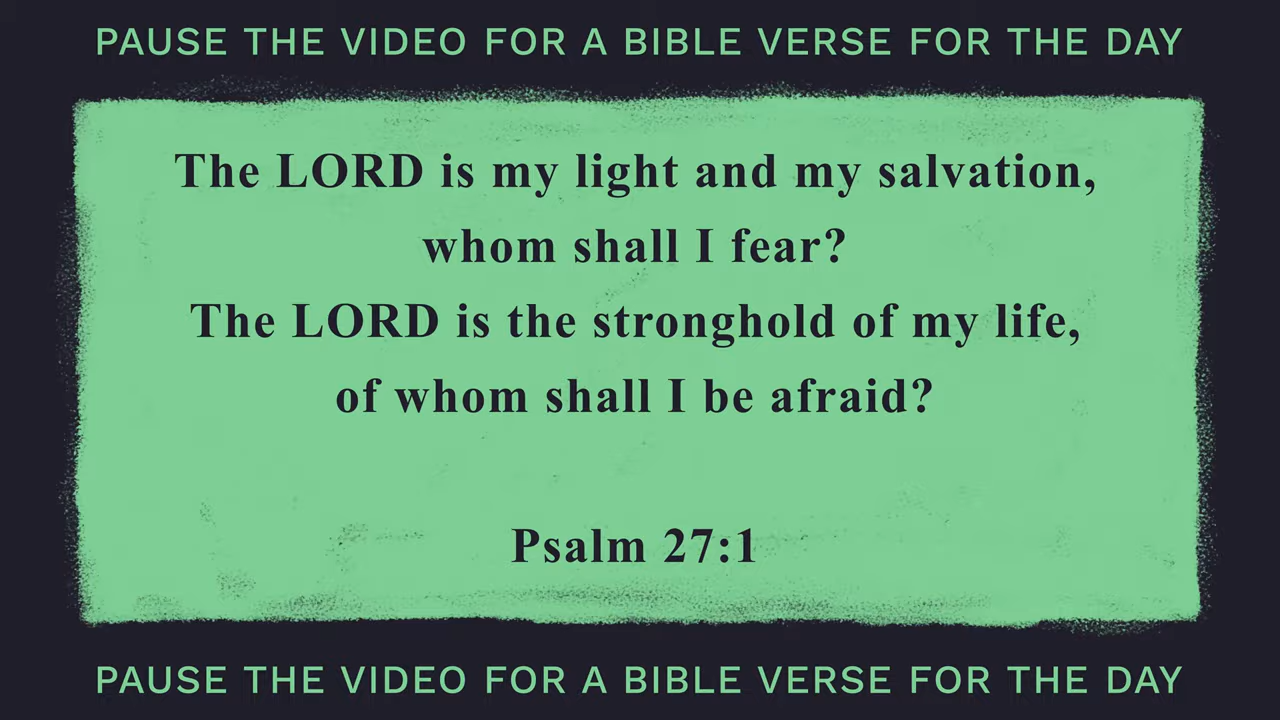 PAUSE THE VIDEO FOR A BIBLE VERSE FOR THE DAY
The LORD is my light and my salvation,
whom shall I fear?
The LORD is the stronghold of my life,
of whom shall I be afraid?
Psalm 27:1
PAUSE THE VIDEO FOR A BIBLE VERSE FOR THE DAY